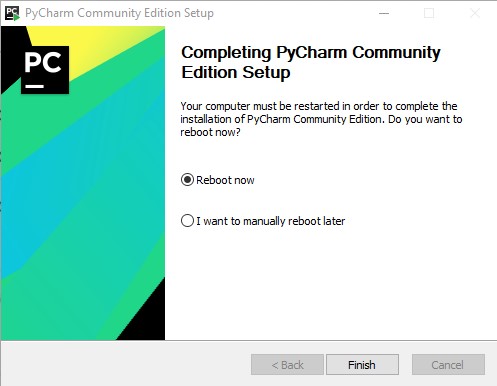 PyCharm Community Edition Setup
PC
Completing PyCharm Community
Edition Setup
Your computer must be restarted in order to complete the
installation of PyCharm Community Edition. Do you want to
reboot now?
Reboot now
I want to manually reboot later
< Back
Finish
Cancel